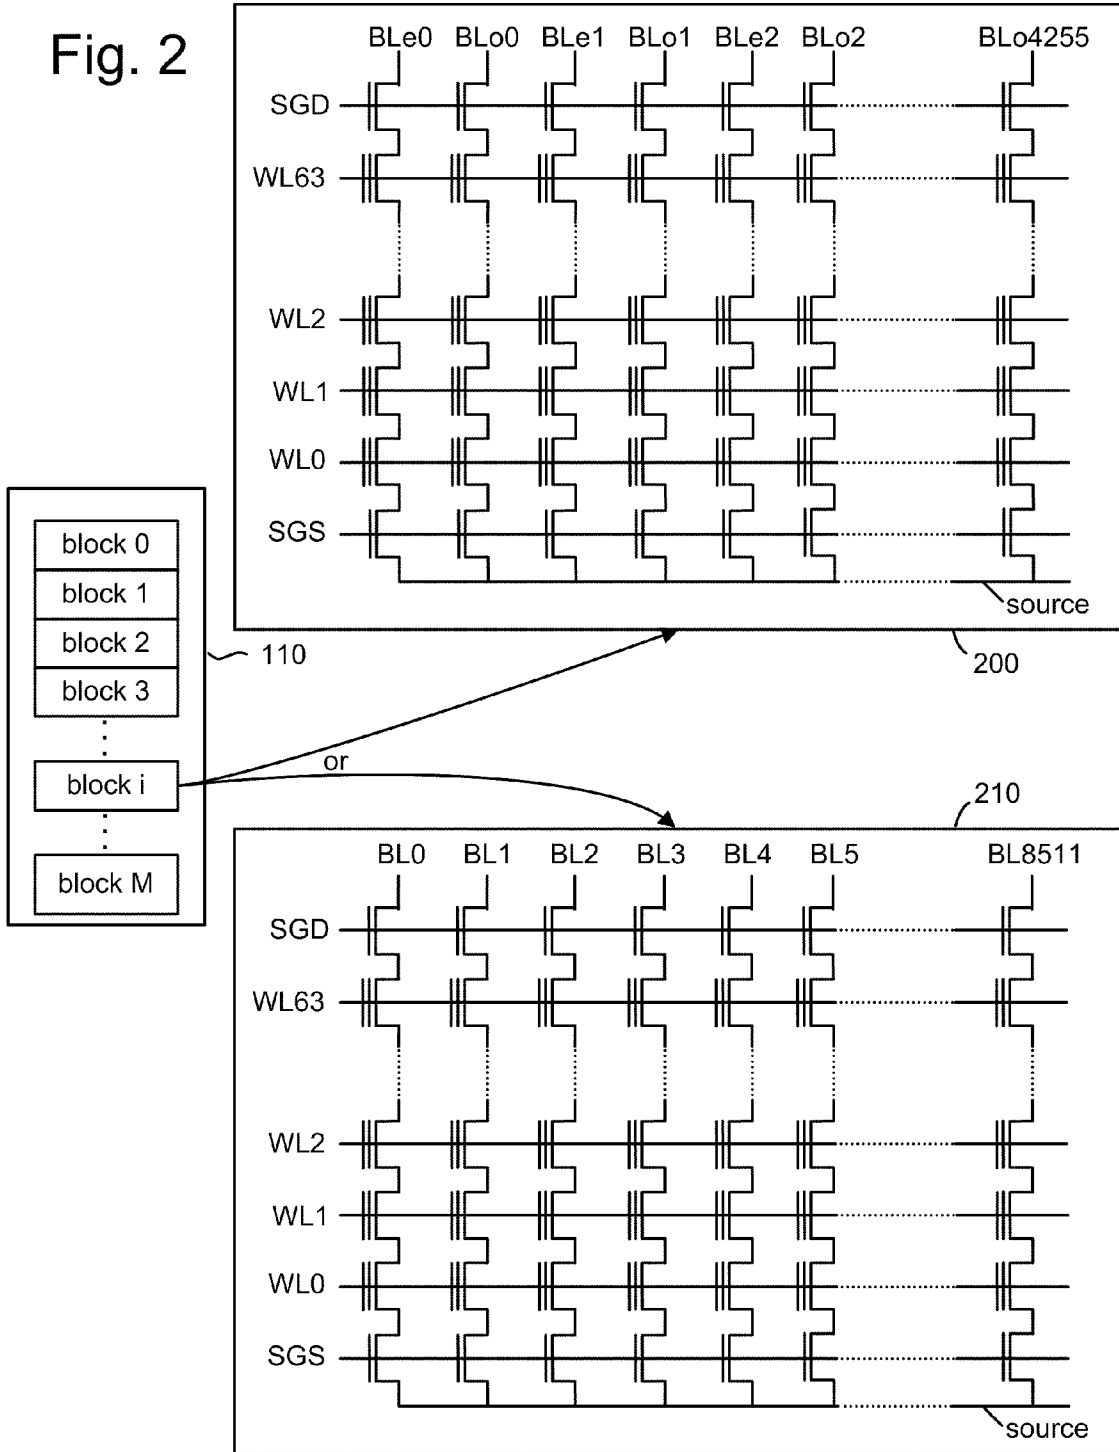 Fig. 2
BLe0 BLo0 BLe1 BLo1 BLe2 BLo2 BLo4255
SGD
WL63
WL2
WL1
WL0
SGS
source
200
block 0
block 1
block 2
block 3
block i
block M
110
or
210
BL0 BL1 BL2 BL3 BL4 BL5 BL8511
SGD
WL63
WL2
WL1
WL0
SGS
source